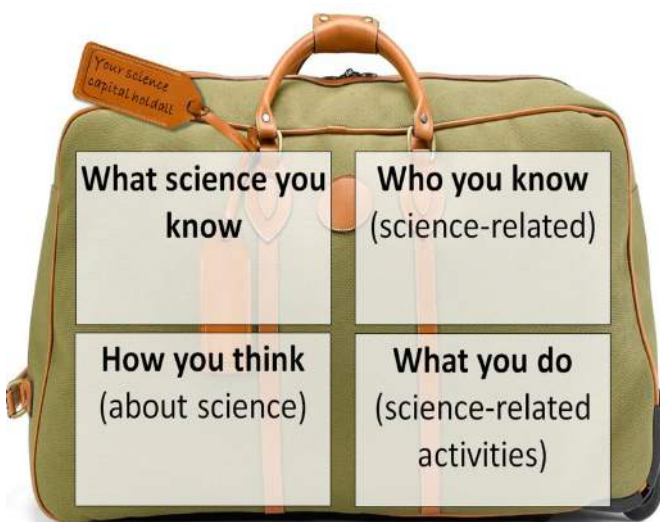 Your science
capital holdall
What science you
know
Who you know
(science-related)
How you think
(about science)
What you do
(science-related
activities)